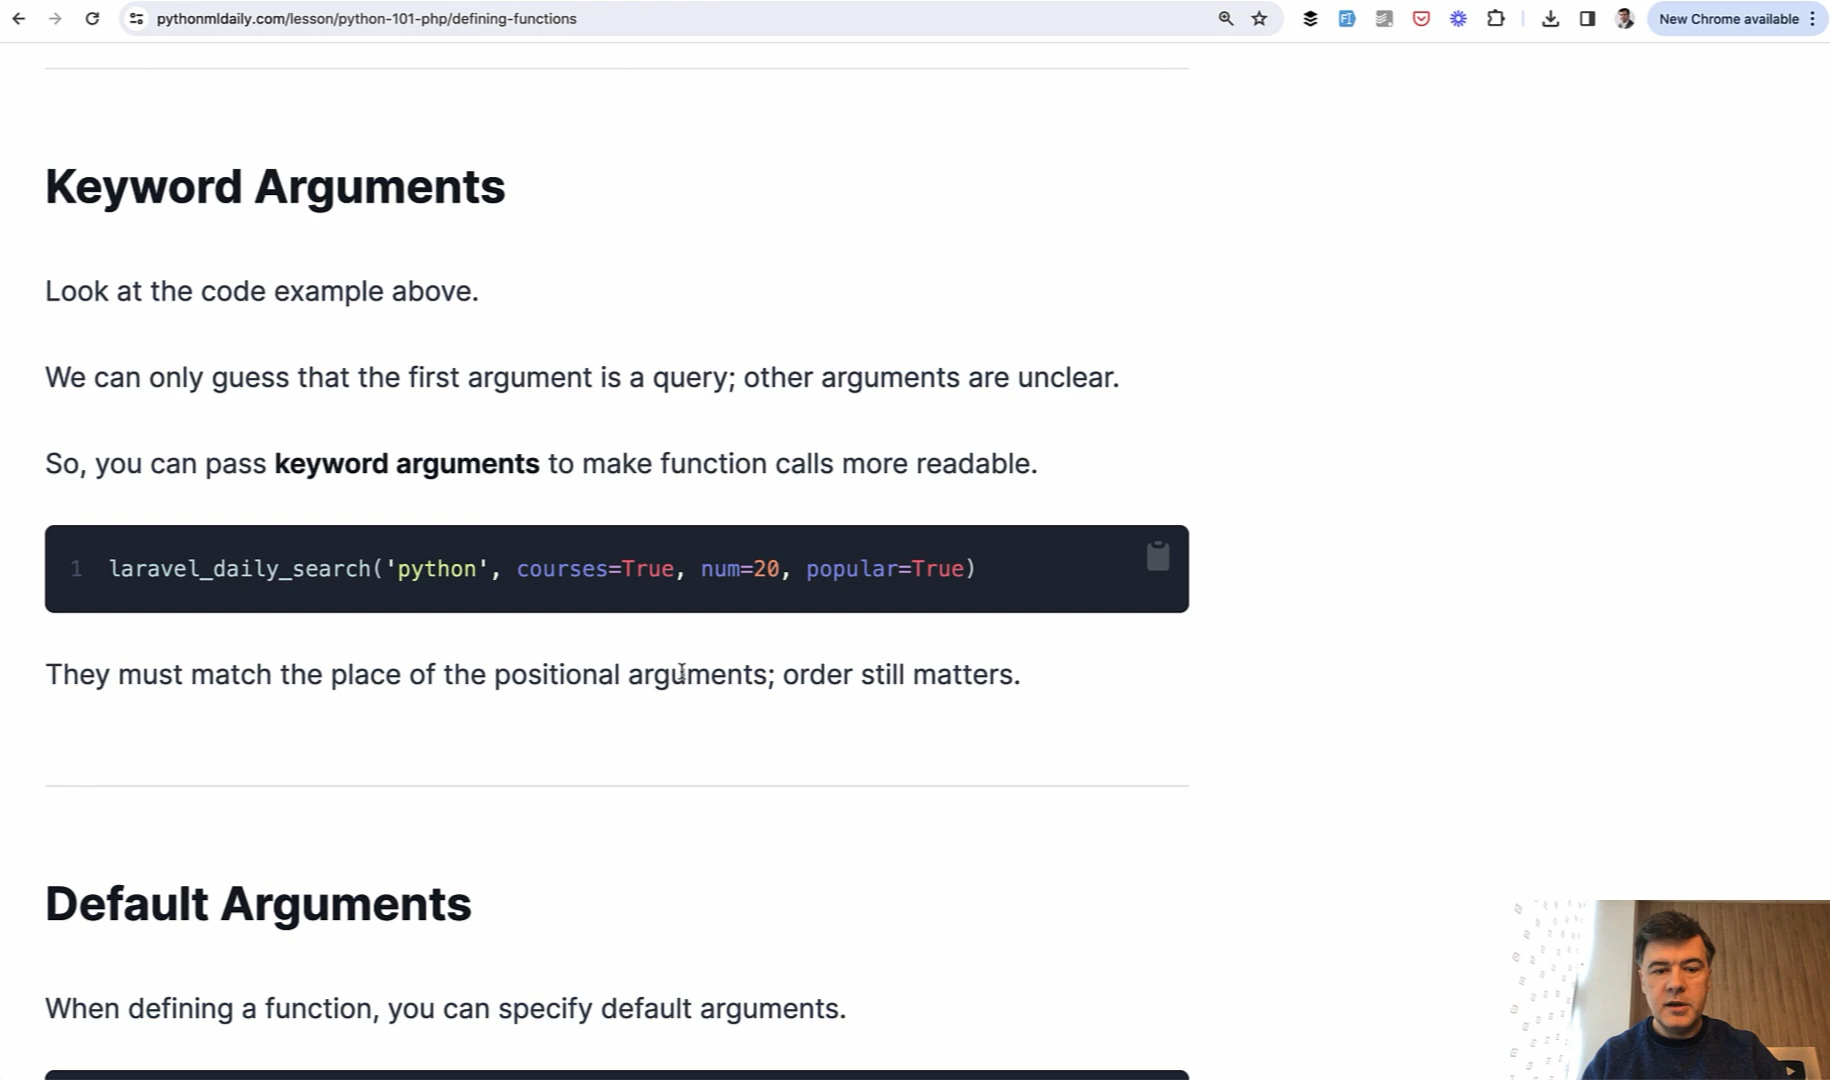 pythonmldaily.com/lesson/python-101-php/defining-functions
New Chrome available
Keyword Arguments
Look at the code example above.
We can only guess that the first argument is a query; other arguments are unclear.
So, you can pass keyword arguments to make function calls more readable.
1 laravel_daily_search('python', courses=True, num=20, popular=True)
They must match the place of the positional arguments; order still matters.
Default Arguments
When defining a function, you can specify default arguments.